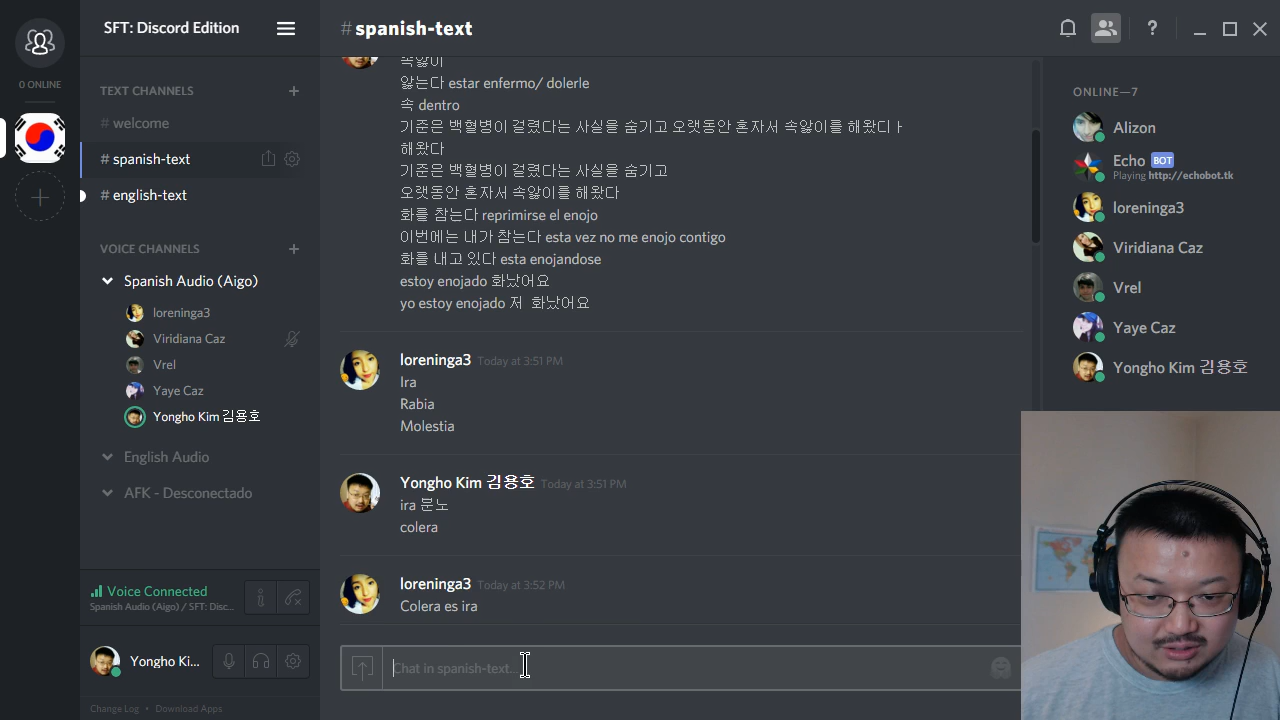 SFT: Discord Edition
#spanish-text
0 ONLINE
TEXT CHANNELS
# welcome
# spanish-text
# english-text
VOICE CHANNELS
Spanish Audio (Aigo)
loreninga3
Viridiana Caz
Vrel
Yaye Caz
Yongho Kim 김용호
English Audio
AFK - Desconectado
Voice Connected
Spanish Audio (Aigo) / SFT: Disc...
Yongho Ki...
Change Log • Download Apps
속앓이
앓는다 estar enfermo/ dolerle
속 dentro
기준은 백혈병이 걸렸다는 사실을 숨기고 오랫동안 혼자서 속앓이를 해왔디ㅏ
해왔다
기준은 백혈병이 걸렸다는 사실을 숨기고
오랫동안 혼자서 속앓이를 해왔다
화를 참는다 reprimirse el enojo
이번에는 내가 참는다 esta vez no me enojo contigo
화를 내고 있다 esta enojandose
estoy enojado 화났어요
yo estoy enojado 저 화났어요
loreninga3 Today at 3:51 PM
Ira
Rabia
Molestia
Yongho Kim 김용호 Today at 3:51 PM
ira 분노
colera
loreninga3 Today at 3:52 PM
Colera es ira
Chat in spanish-text...
ONLINE—7
Alizon
Echo BOT
Playing http://echobot.tk
loreninga3
Viridiana Caz
Vrel
Yaye Caz
Yongho Kim 김용호